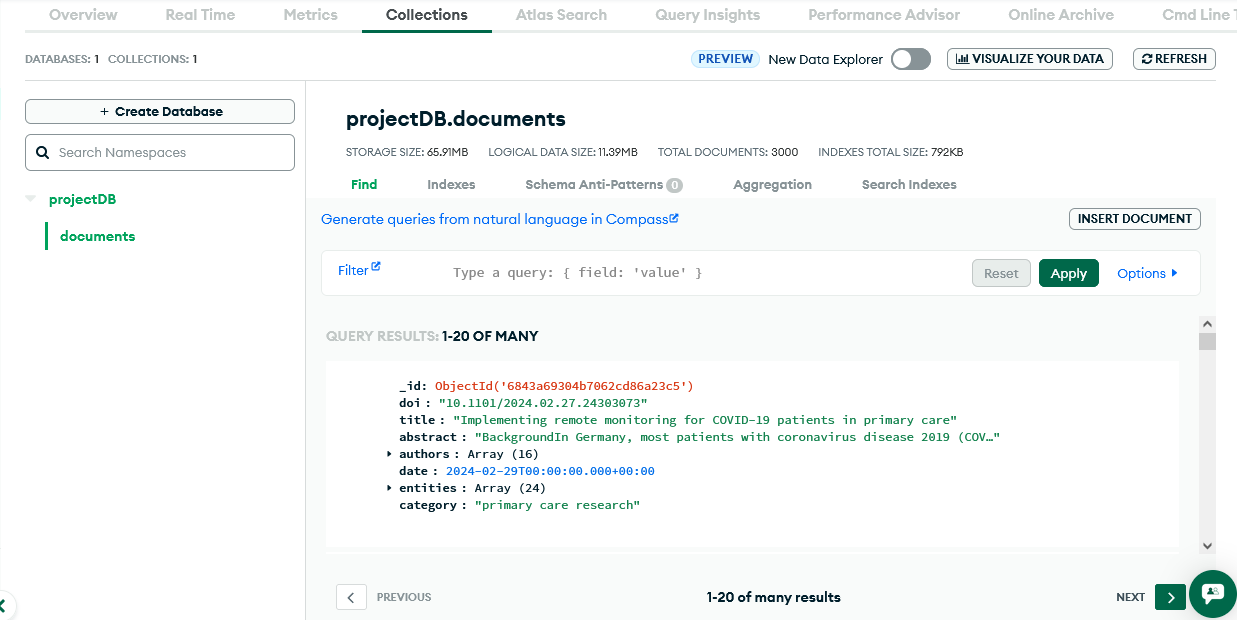 Overview Real Time Metrics Collections Atlas Search Query Insights Performance Advisor Online Archive Cmd Line
DATABASES: 1 COLLECTIONS: 1
PREVIEW New Data Explorer VISUALIZE YOUR DATA REFRESH
+ Create Database
Search Namespaces
projectDB
documents
projectDB.documents
STORAGE SIZE: 65.91MB LOGICAL DATA SIZE: 11.39MB TOTAL DOCUMENTS: 3000 INDEXES TOTAL SIZE: 792KB
Find Indexes Schema Anti-Patterns 0 Aggregation Search Indexes
Generate queries from natural language in Compass
INSERT DOCUMENT
Filter Type a query: { field: 'value' } Reset Apply Options
QUERY RESULTS: 1-20 OF MANY
_id: ObjectId('6843a69304b7062cd86a23c5')
doi : "10.1101/2024.02.27.24303073"
title : "Implementing remote monitoring for COVID-19 patients in primary care"
abstract : "BackgroundIn Germany, most patients with coronavirus disease 2019 (COV…"
authors : Array (16)
date : 2024-02-29T00:00:00.000+00:00
entities : Array (24)
category : "primary care research"
PREVIOUS 1-20 of many results NEXT